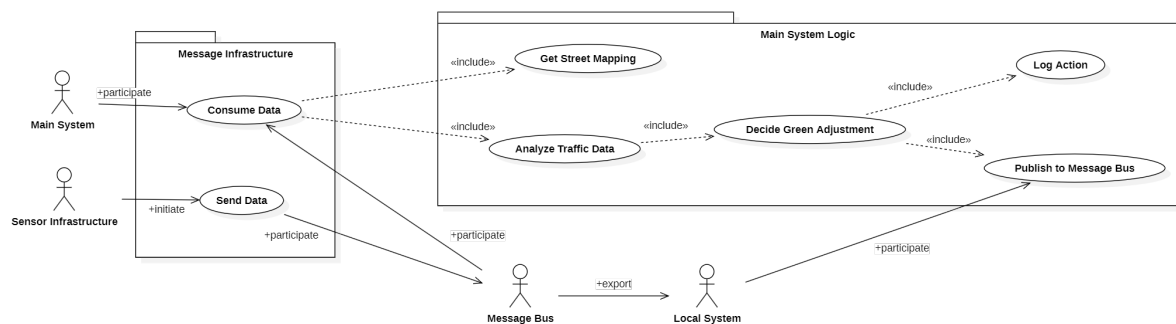 Main System Logic
Message Infrastructure
«include»
Get Street Mapping
Log Action
«include»
+participate
Consume Data
Main System
«include»
«include»
Decide Green Adjustment
«include»
Analyze Traffic Data
Publish to Message Bus
Send Data
+initiate
Sensor Infrastructure
+participate
+participate
+participate
+export
Message Bus
Local System